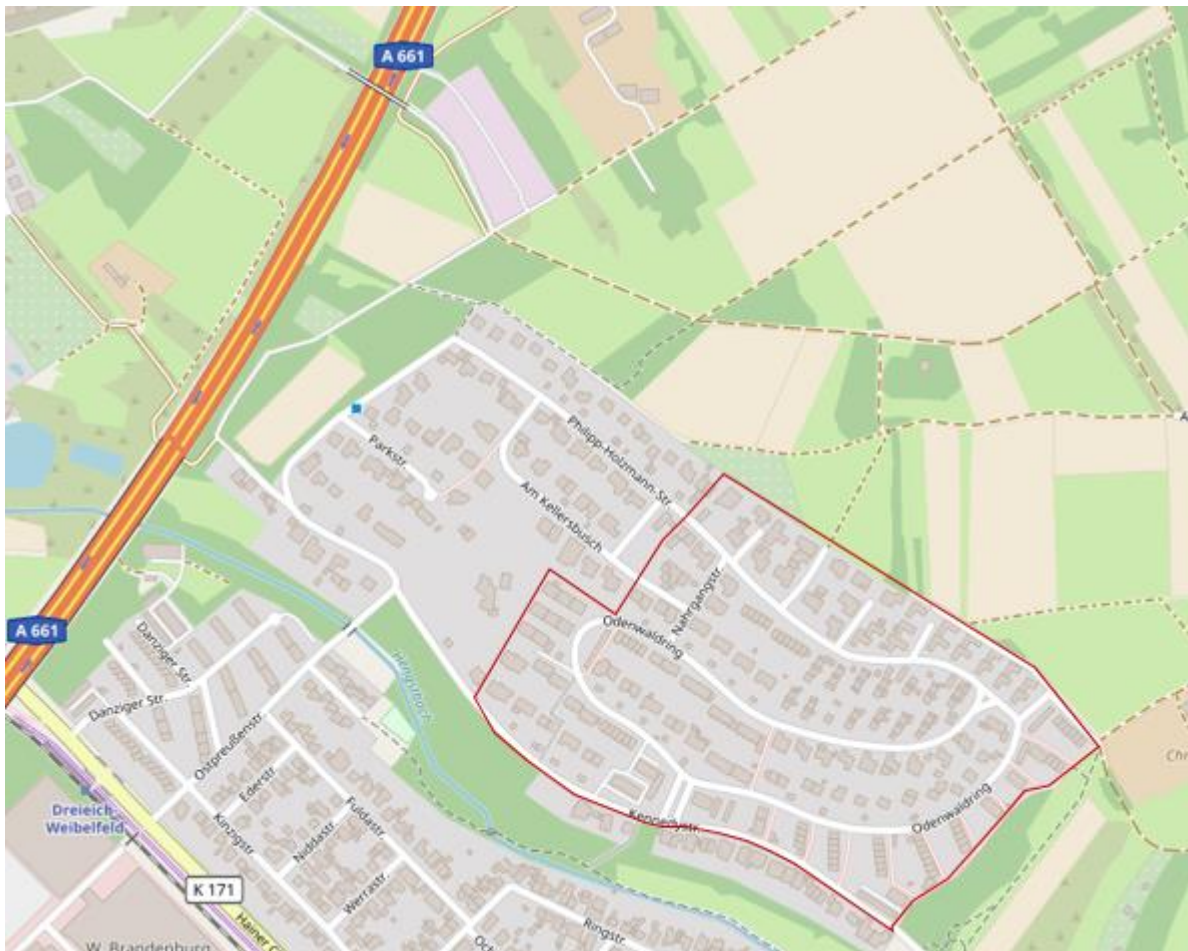 A 661
Philipp-Holzmann-Str.
Parkstr.
Am Kellersbusch
Nahrgangstr.
Odenwaldring
A 661
Danziger Str.
Danziger Str.
Ostpreußenstr.
Dreieich-
Weibelfeld
Ederstr.
Fuldastr.
Kennedystr.
Odenwaldring
Kinzigstr
Niddastr.
Werrastr.
K 171
Ringstr.
W. Brandenburg